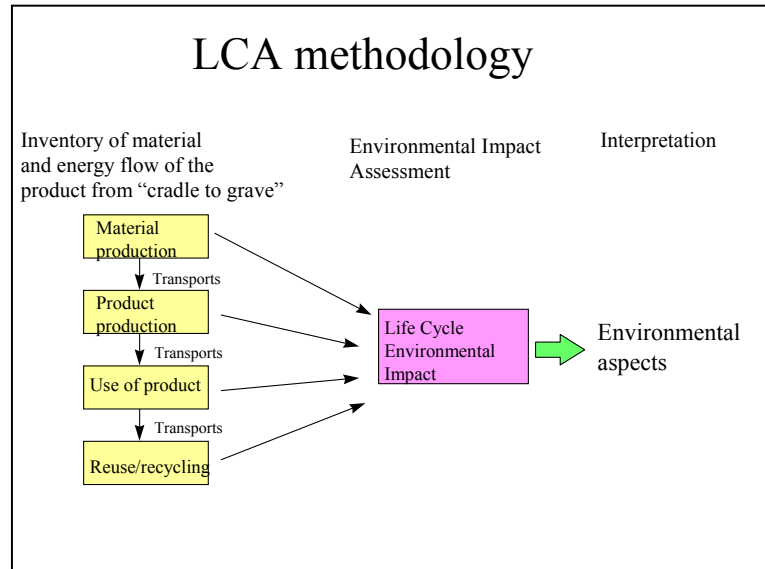 LCA methodology
Inventory of material
and energy flow of the
product from “cradle to grave”
Environmental Impact
Assessment
Interpretation
Material
production
Transports
Product
production
Transports
Use of product
Transports
Reuse/recycling
Life Cycle
Environmental
Impact
Environmental
aspects